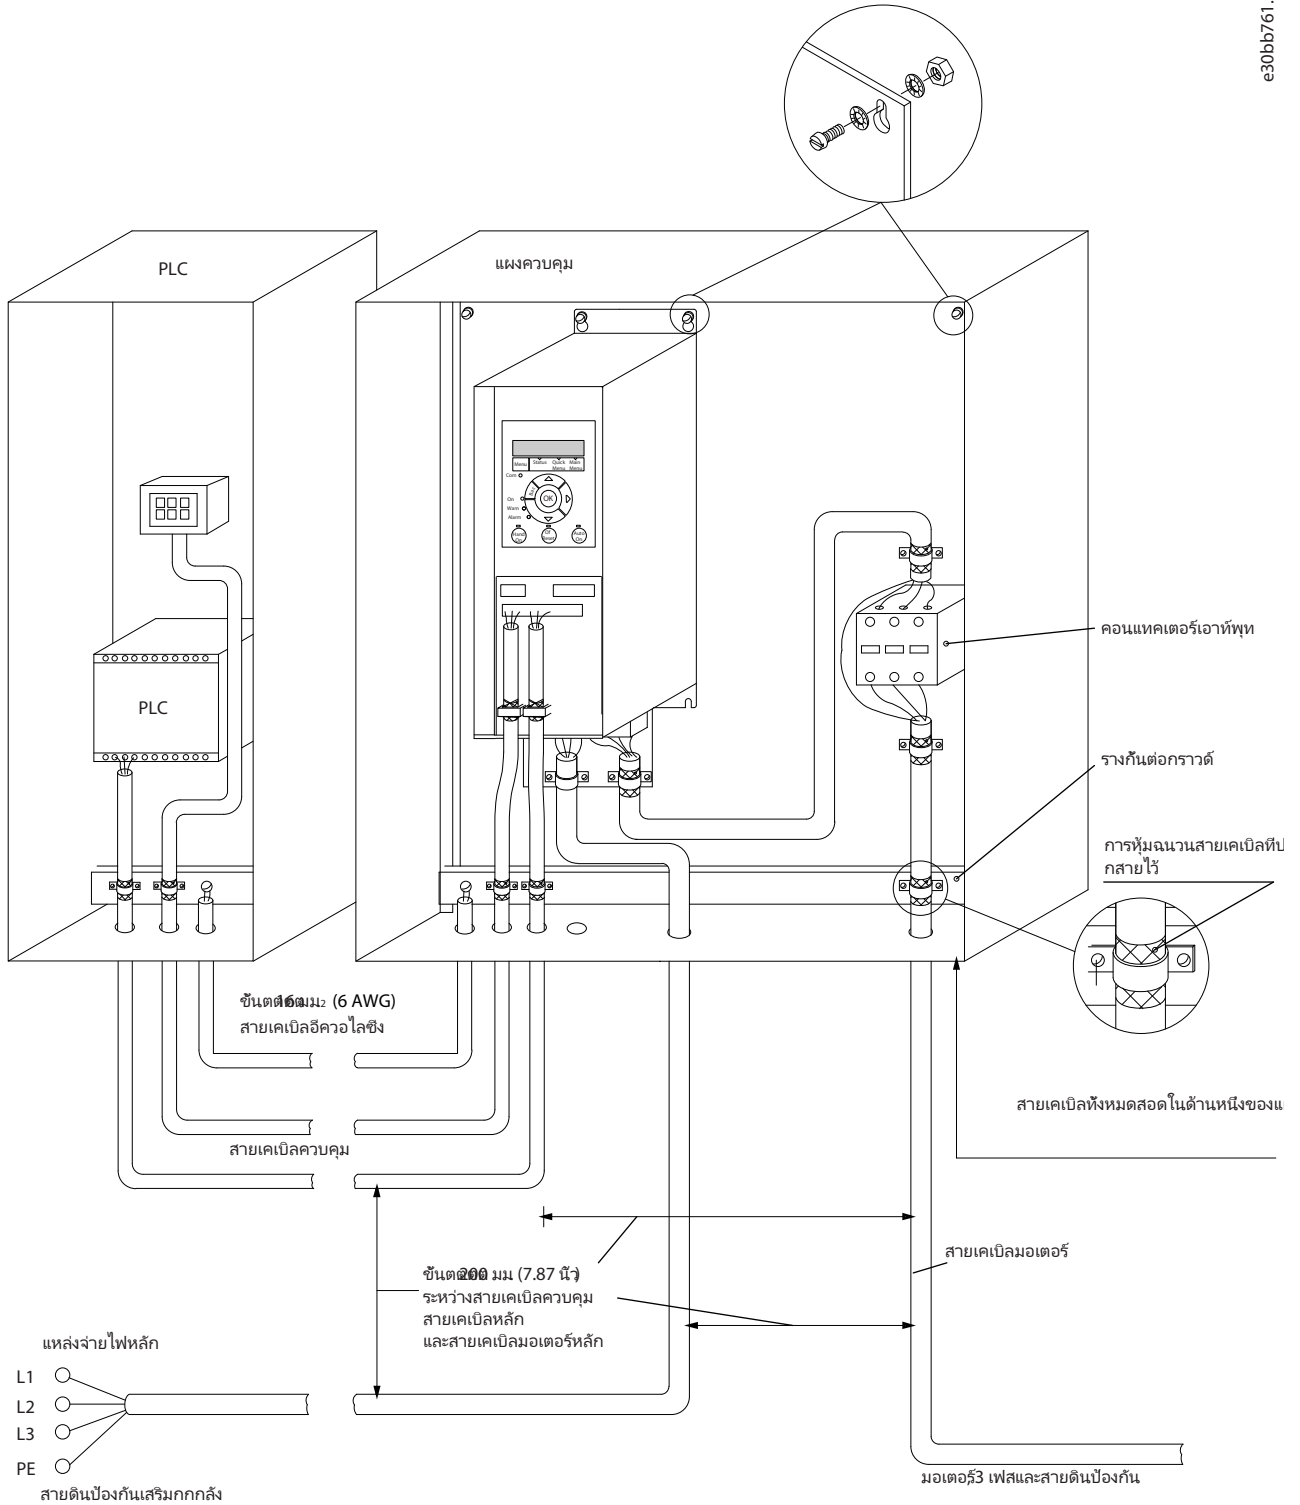 e30bb761.
PLC
แผงควบคุม
Menu Status Quick Menu Main Menu
Com
On
Warn
Alarm
OK
Hand On
Off Reset
Auto On
PLC
คอนแทคเตอร์เอาท์พุท
รางกั้นต่อกราวด์
การหุ้มฉนวนสายเคเบิลที่ป
กสายไว้
(6 AWG)
สายเคเบิลอีควอไลซิ่ง
สายเคเบิลทั้งหมดสอดในด้านหนึ่งของแ
สายเคเบิลควบคุม
สายเคเบิลมอเตอร์
200 มม. (7.87 นิ้ว)
ระหว่างสายเคเบิลควบคุม
สายเคเบิลหลัก
และสายเคเบิลมอเตอร์หลัก
แหล่งจ่ายไฟหลัก
L1
L2
L3
PE
มอเตอร์,3 เฟสและสายดินป้องกัน
สายดินป้องกันเสริมกกกลัง